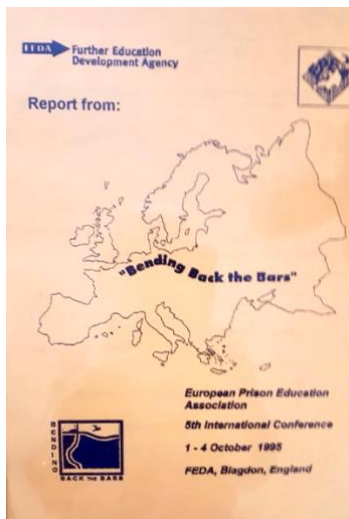 FEDA
Further Education
Development Agency
Report from:
"Bending Back the Bars"
European Prison Education
Association
5th International Conference
1 - 4 October 1995
FEDA, Blagdon, England
BENDING
BACK THE BARS